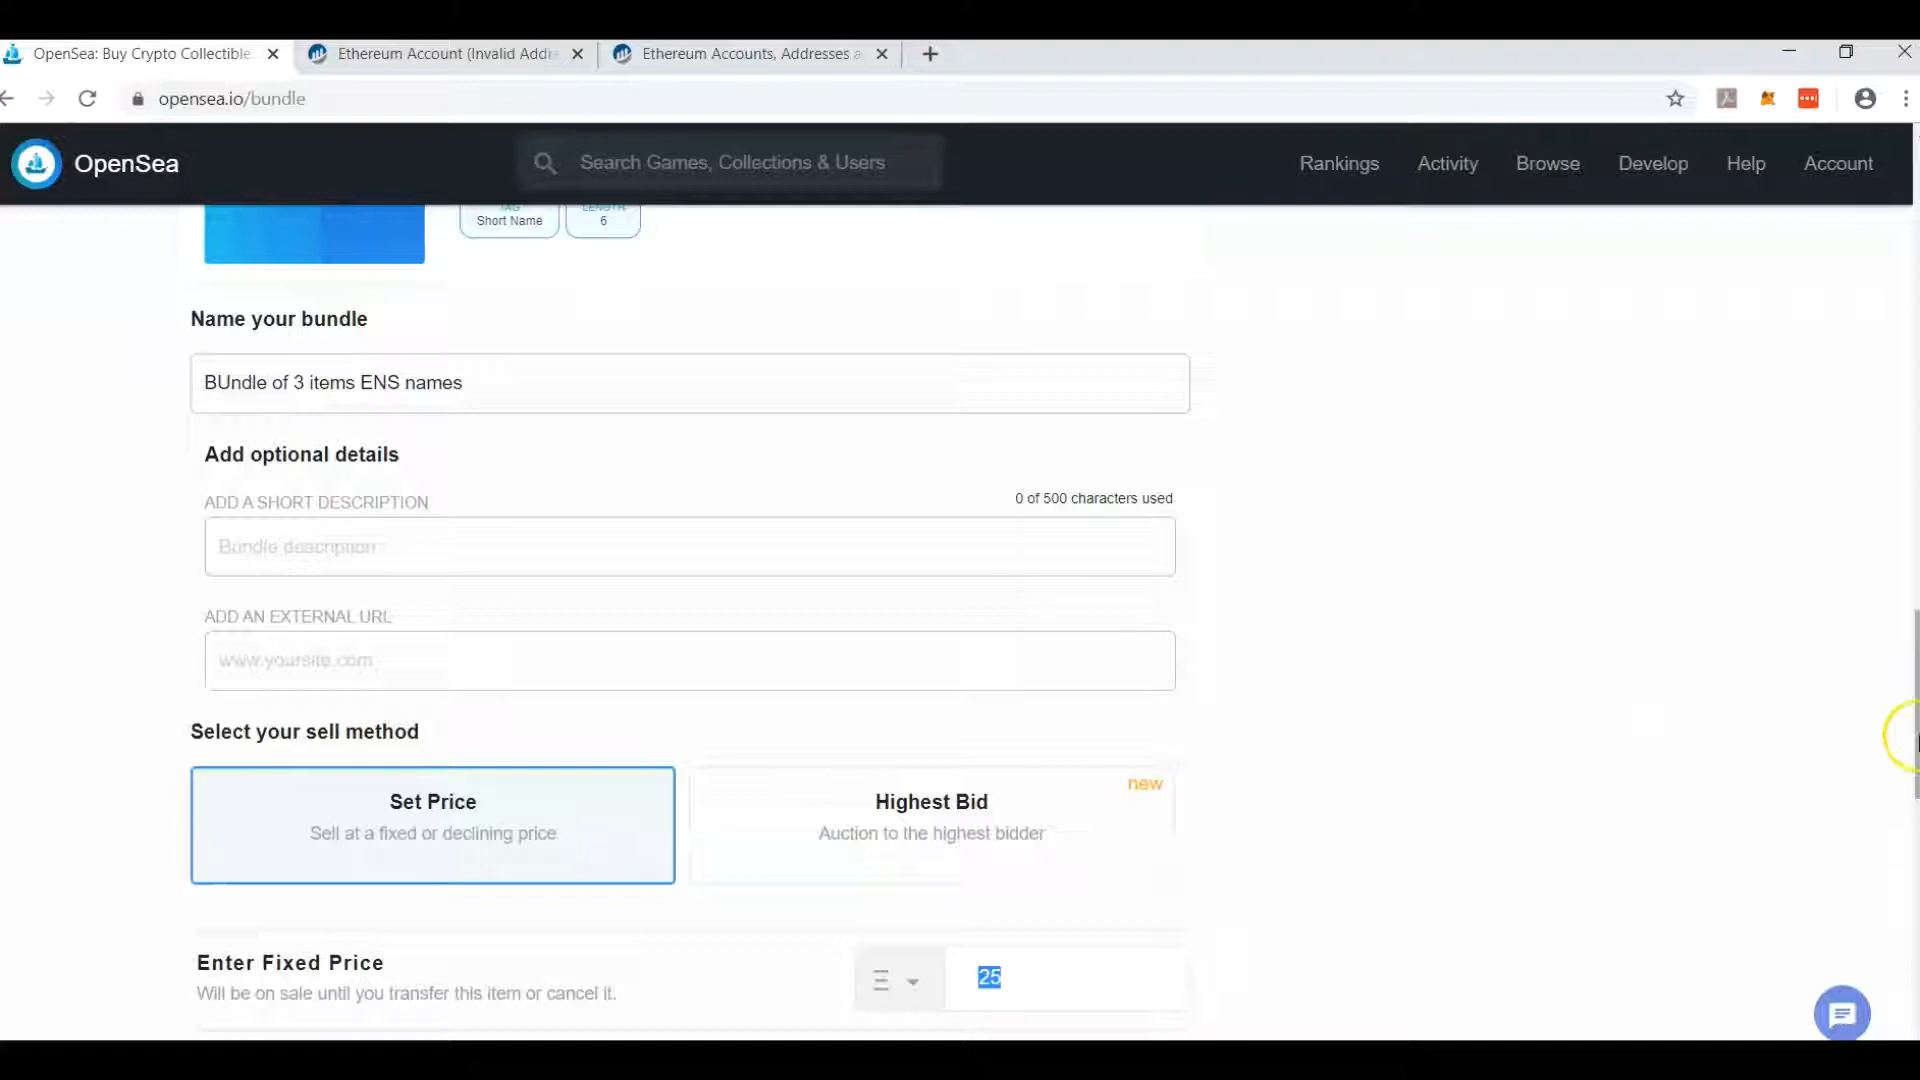 OpenSea: Buy Crypto Collectible
Ethereum Account (Invalid Addr
Ethereum Accounts, Addresses a
opensea.io/bundle
OpenSea
Search Games, Collections & Users
Rankings
Activity
Browse
Develop
Help
Account
TAG
Short Name
LENGTH
6
Name your bundle
BUndle of 3 items ENS names
Add optional details
ADD A SHORT DESCRIPTION
0 of 500 characters used
Bundle description
ADD AN EXTERNAL URL
www.yoursite.com
Select your sell method
Set Price
Sell at a fixed or declining price
new
Highest Bid
Auction to the highest bidder
Enter Fixed Price
Will be on sale until you transfer this item or cancel it.
Ξ
25